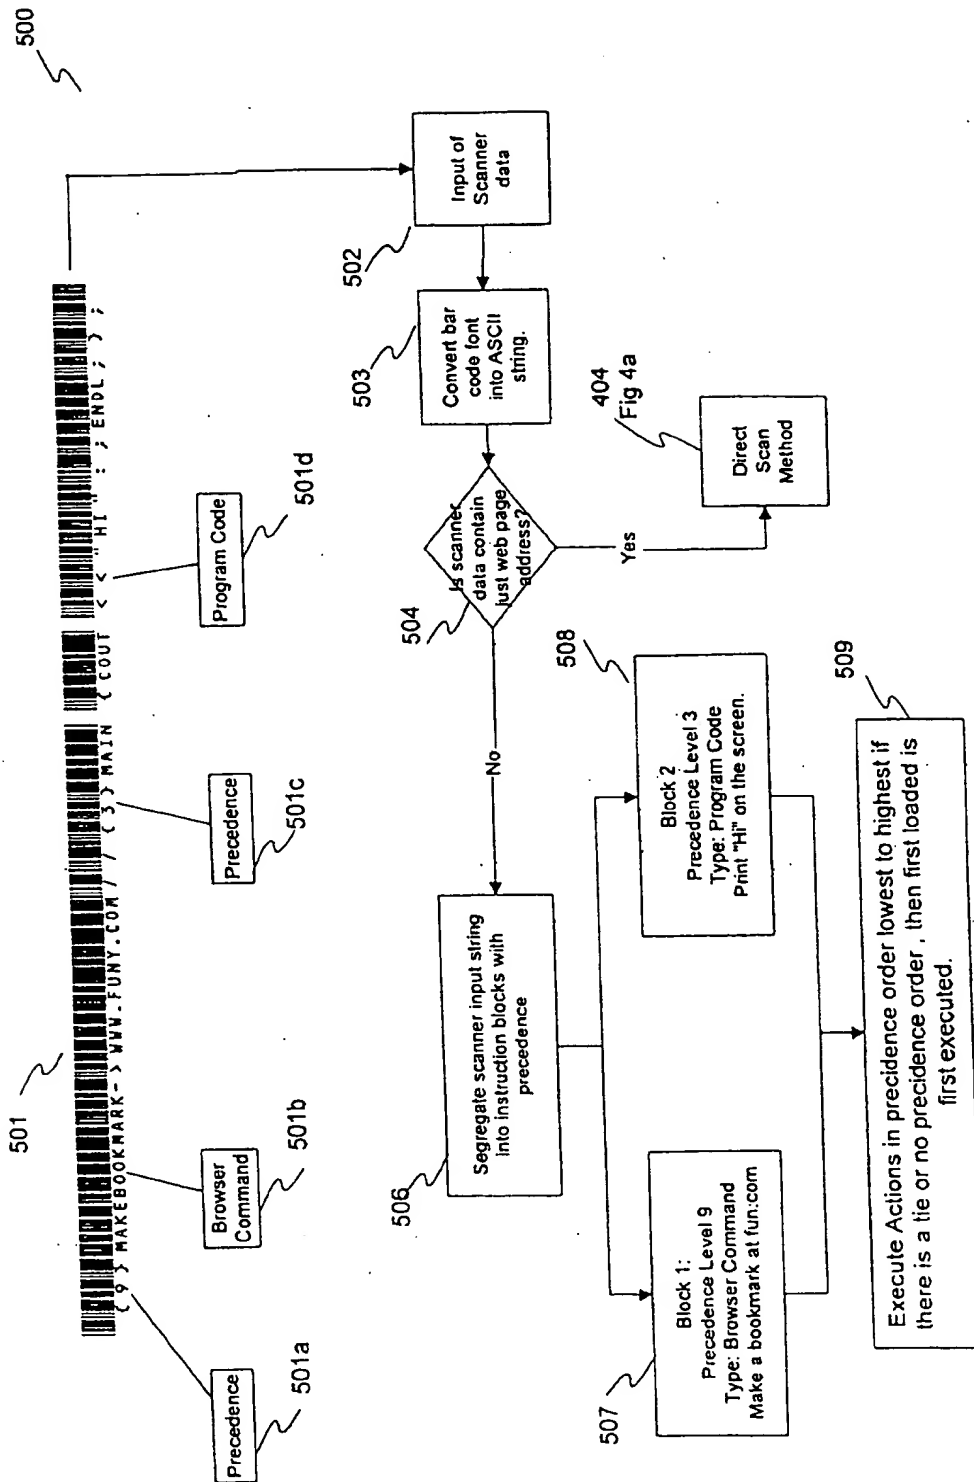 500
501
{9} MAKEBOOKMARK->WWW.FUNY.COM// {3} MAIN {COUT << "HI" : ; ENDL; } ;
Precedence
501a
Browser
Command
501b
Precedence
501c
Program Code
501d
Input of
Scanner
data
502
Convert bar
code font
into ASCII
string.
503
Is scanner
data contain
just web page
address?
504
Yes
404
Fig 4a
Direct
Scan
Method
No
Segregate scanner input string
into instruction blocks with
precedence
506
Block 1:
Precedence Level 9
Type: Browser Command
Make a bookmark at fun:com
507
Block 2
Precedence Level 3
Type: Program Code
Print "Hi" on the screen.
508
Execute Actions in precidence order lowest to highest if
there is a tie or no precidence order , then first loaded is
first executed.
509